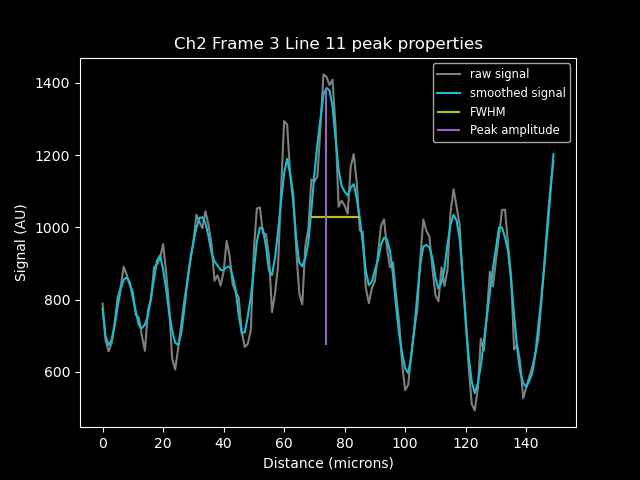 Ch2 Frame 3 Line 11 peak properties
raw signal
smoothed signal
FWHM
Peak amplitude
1400
1200
1000
800
600
Signal (AU)
0 20 40 60 80 100 120 140
Distance (microns)